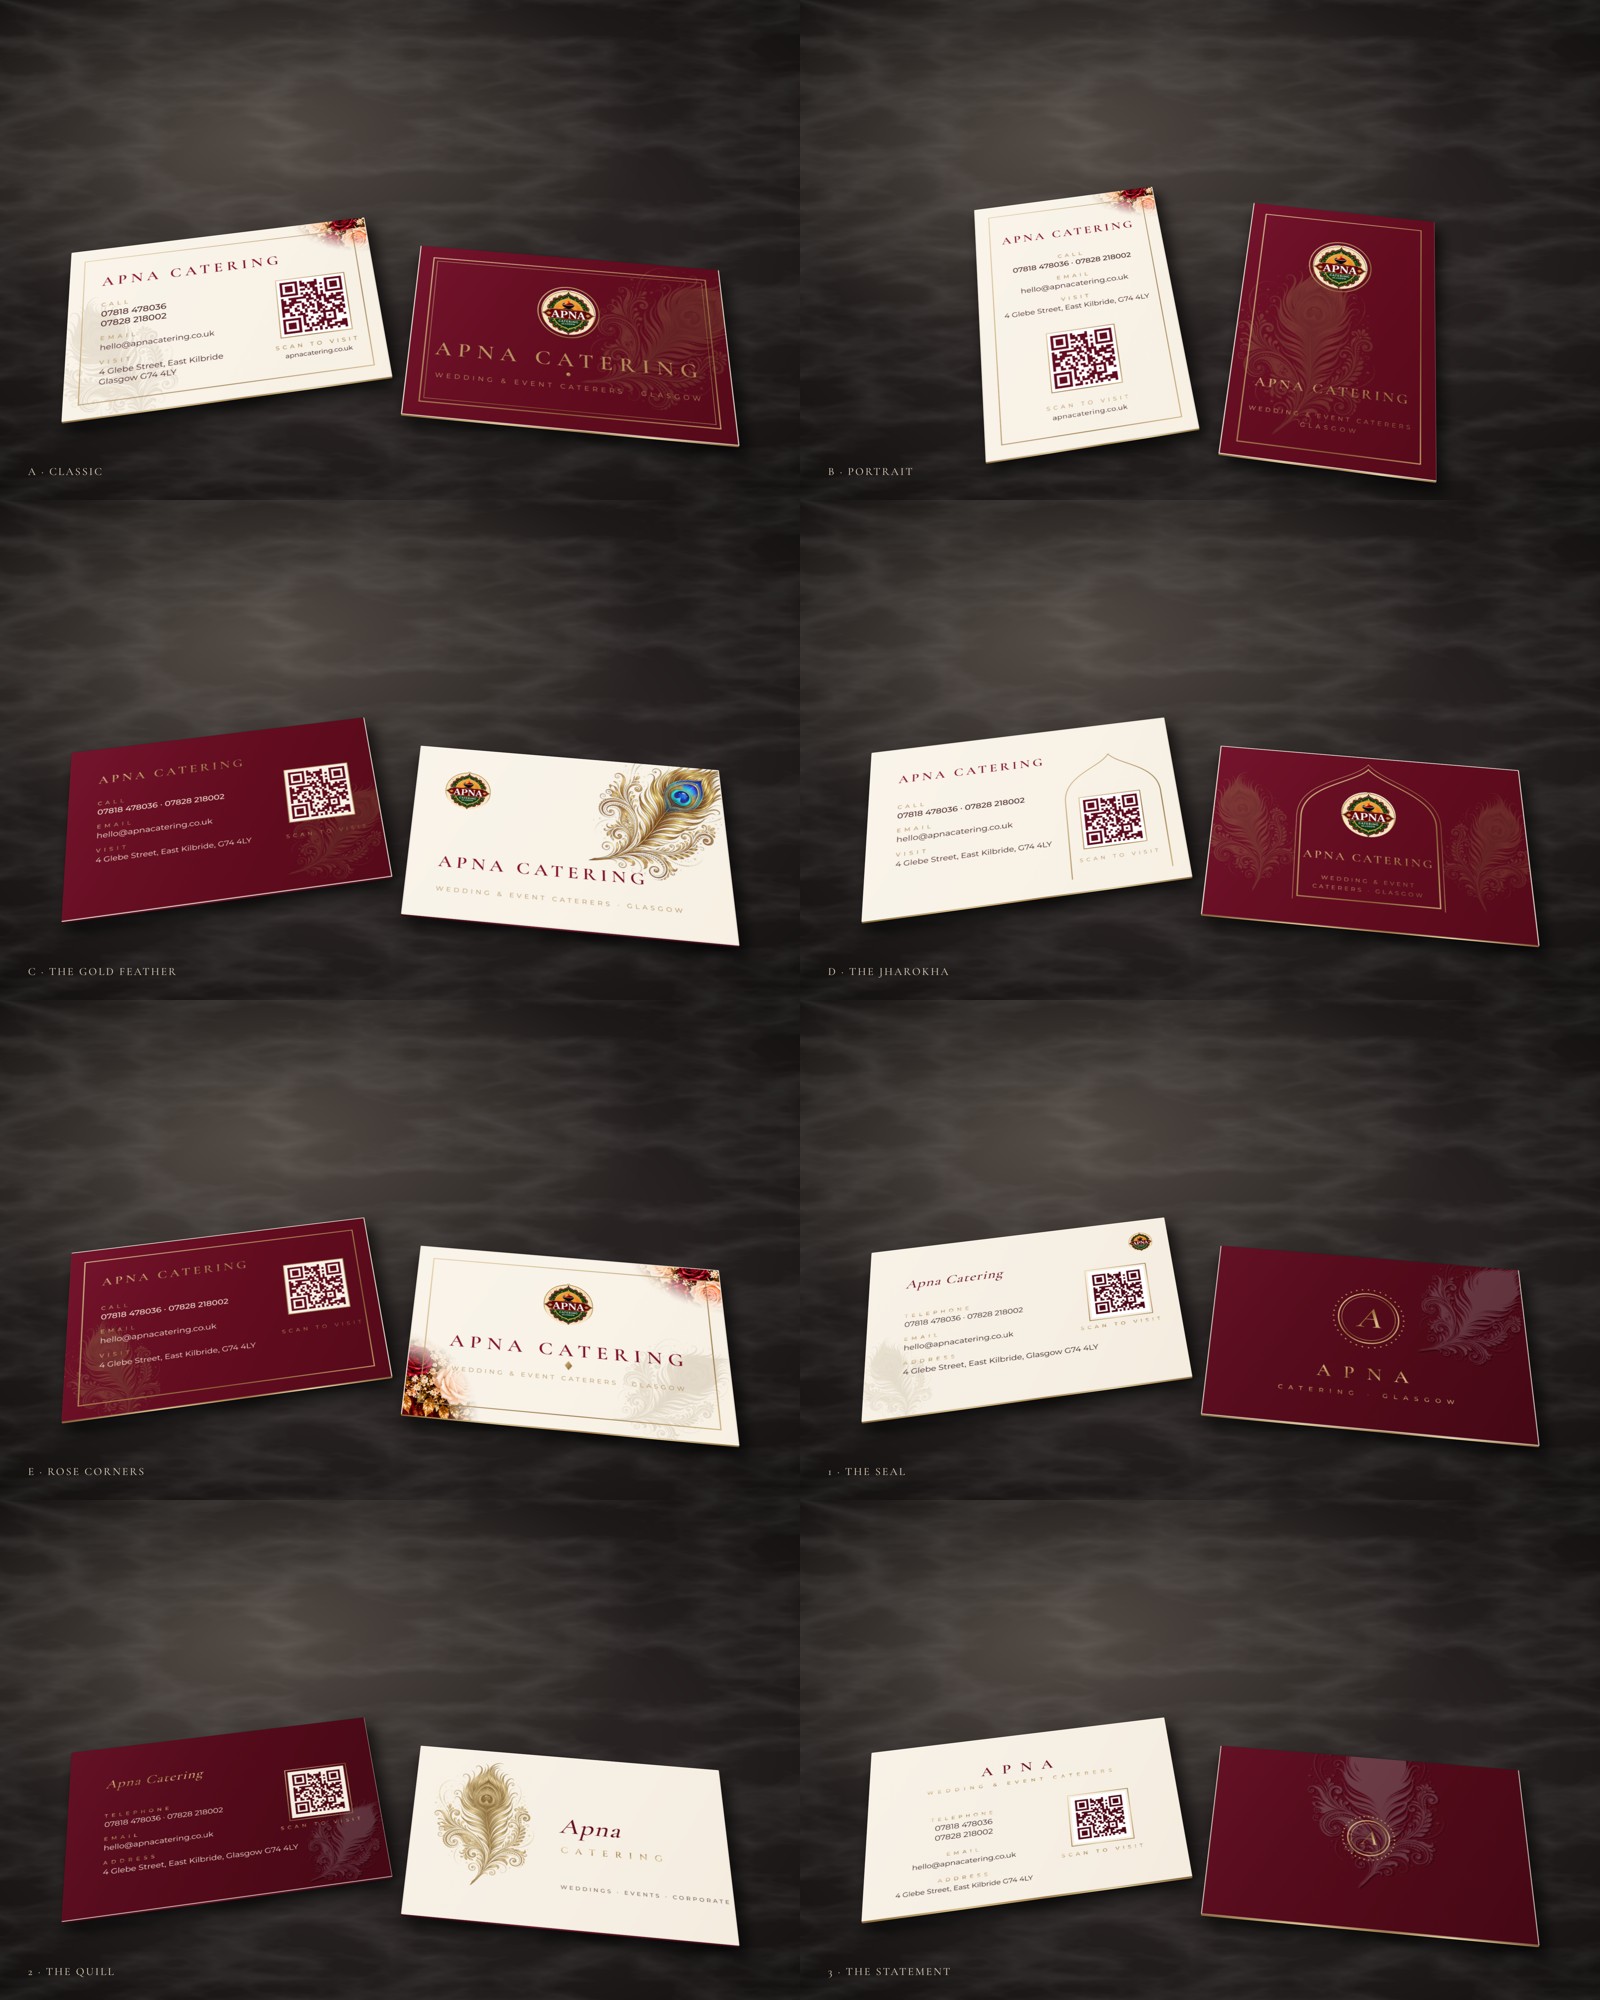 APNA CATERING
CALL
07818 478036
07828 218002
EMAIL
hello@apnacatering.co.uk
VISIT
4 Glebe Street, East Kilbride
Glasgow G74 4LY
SCAN TO VISIT
apnacatering.co.uk
APNA
CATERING
APNA CATERING
WEDDING & EVENT CATERERS · GLASGOW
A · CLASSIC
APNA CATERING
CALL
07818 478036 · 07828 218002
EMAIL
hello@apnacatering.co.uk
VISIT
4 Glebe Street, East Kilbride, G74 4LY
SCAN TO VISIT
apnacatering.co.uk
APNA
CATERING
APNA CATERING
WEDDING & EVENT CATERERS
GLASGOW
B · PORTRAIT
APNA CATERING
CALL
07818 478036 · 07828 218002
EMAIL
hello@apnacatering.co.uk
VISIT
4 Glebe Street, East Kilbride, G74 4LY
SCAN TO VISIT
APNA
CATERING
APNA CATERING
WEDDING & EVENT CATERERS · GLASGOW
C · THE GOLD FEATHER
APNA CATERING
CALL
07818 478036 · 07828 218002
EMAIL
hello@apnacatering.co.uk
VISIT
4 Glebe Street, East Kilbride, G74 4LY
SCAN TO VISIT
APNA
CATERING
APNA CATERING
WEDDING & EVENT
CATERERS · GLASGOW
D · THE JHAROKHA
APNA CATERING
CALL
07818 478036 · 07828 218002
EMAIL
hello@apnacatering.co.uk
VISIT
4 Glebe Street, East Kilbride, G74 4LY
SCAN TO VISIT
APNA
CATERING
APNA CATERING
WEDDING & EVENT CATERERS · GLASGOW
E · ROSE CORNERS
APNA
Apna Catering
TELEPHONE
07818 478036 · 07828 218002
EMAIL
hello@apnacatering.co.uk
ADDRESS
4 Glebe Street, East Kilbride, Glasgow G74 4LY
SCAN TO VISIT
A
APNA
CATERING · GLASGOW
1 · THE SEAL
Apna Catering
TELEPHONE
07818 478036 · 07828 218002
EMAIL
hello@apnacatering.co.uk
ADDRESS
4 Glebe Street, East Kilbride, Glasgow G74 4LY
SCAN TO VISIT
Apna
CATERING
WEDDINGS · EVENTS · CORPORATE
2 · THE QUILL
APNA
WEDDING & EVENT CATERERS
TELEPHONE
07818 478036
07828 218002
EMAIL
hello@apnacatering.co.uk
ADDRESS
4 Glebe Street, East Kilbride, G74 4LY
SCAN TO VISIT
A
3 · THE STATEMENT